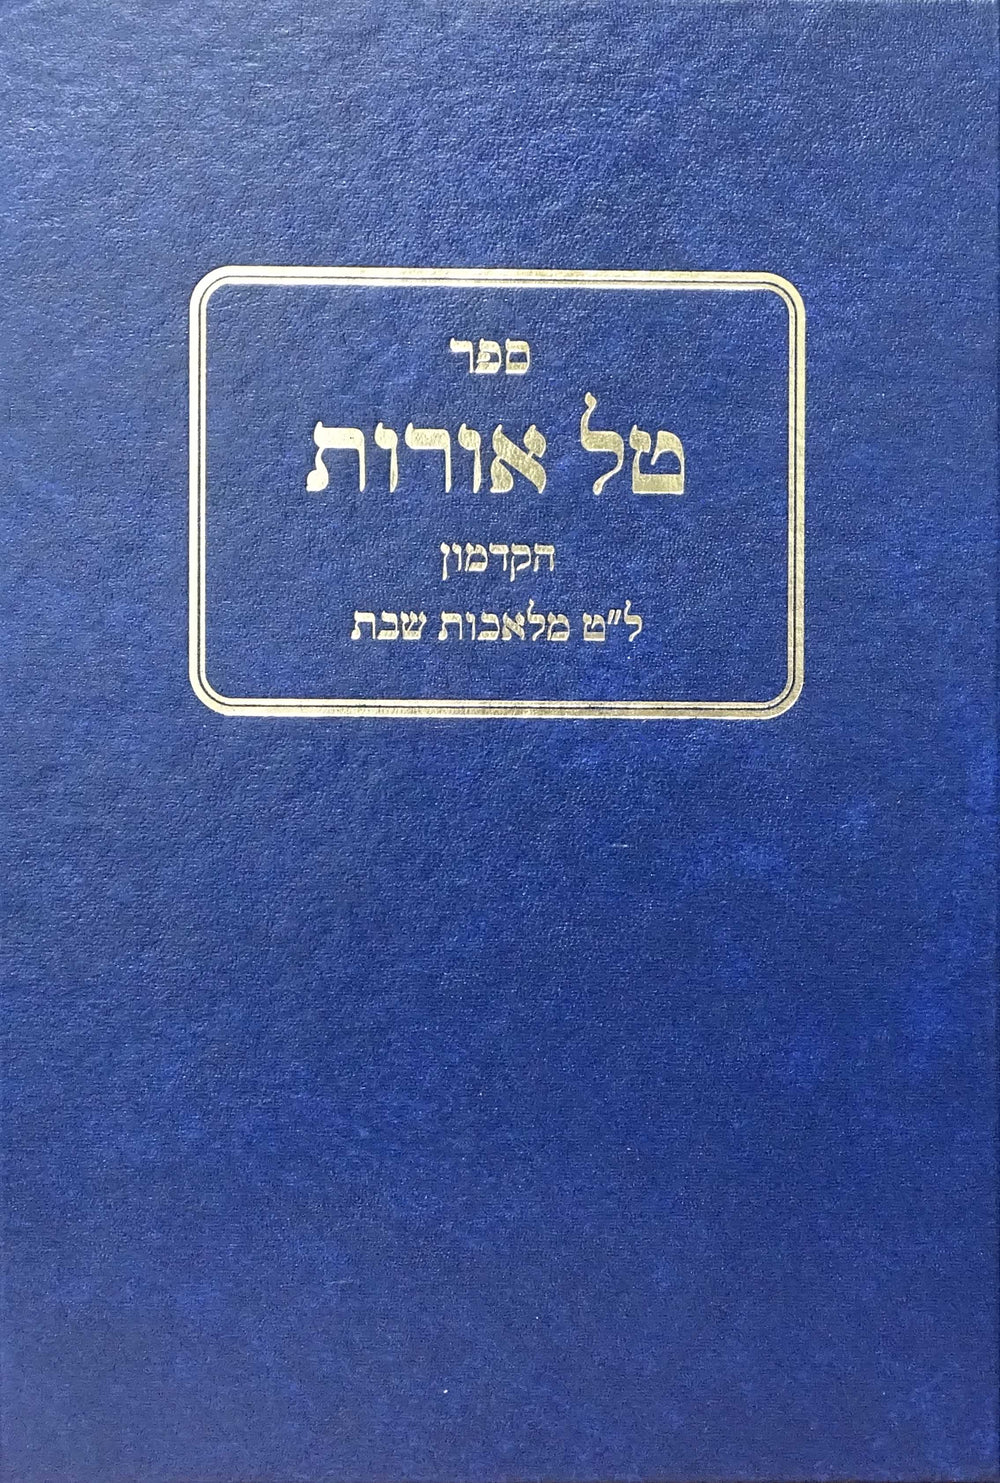 ספר
טל אורות
הקדמון
ל"ט מלאכות שבת